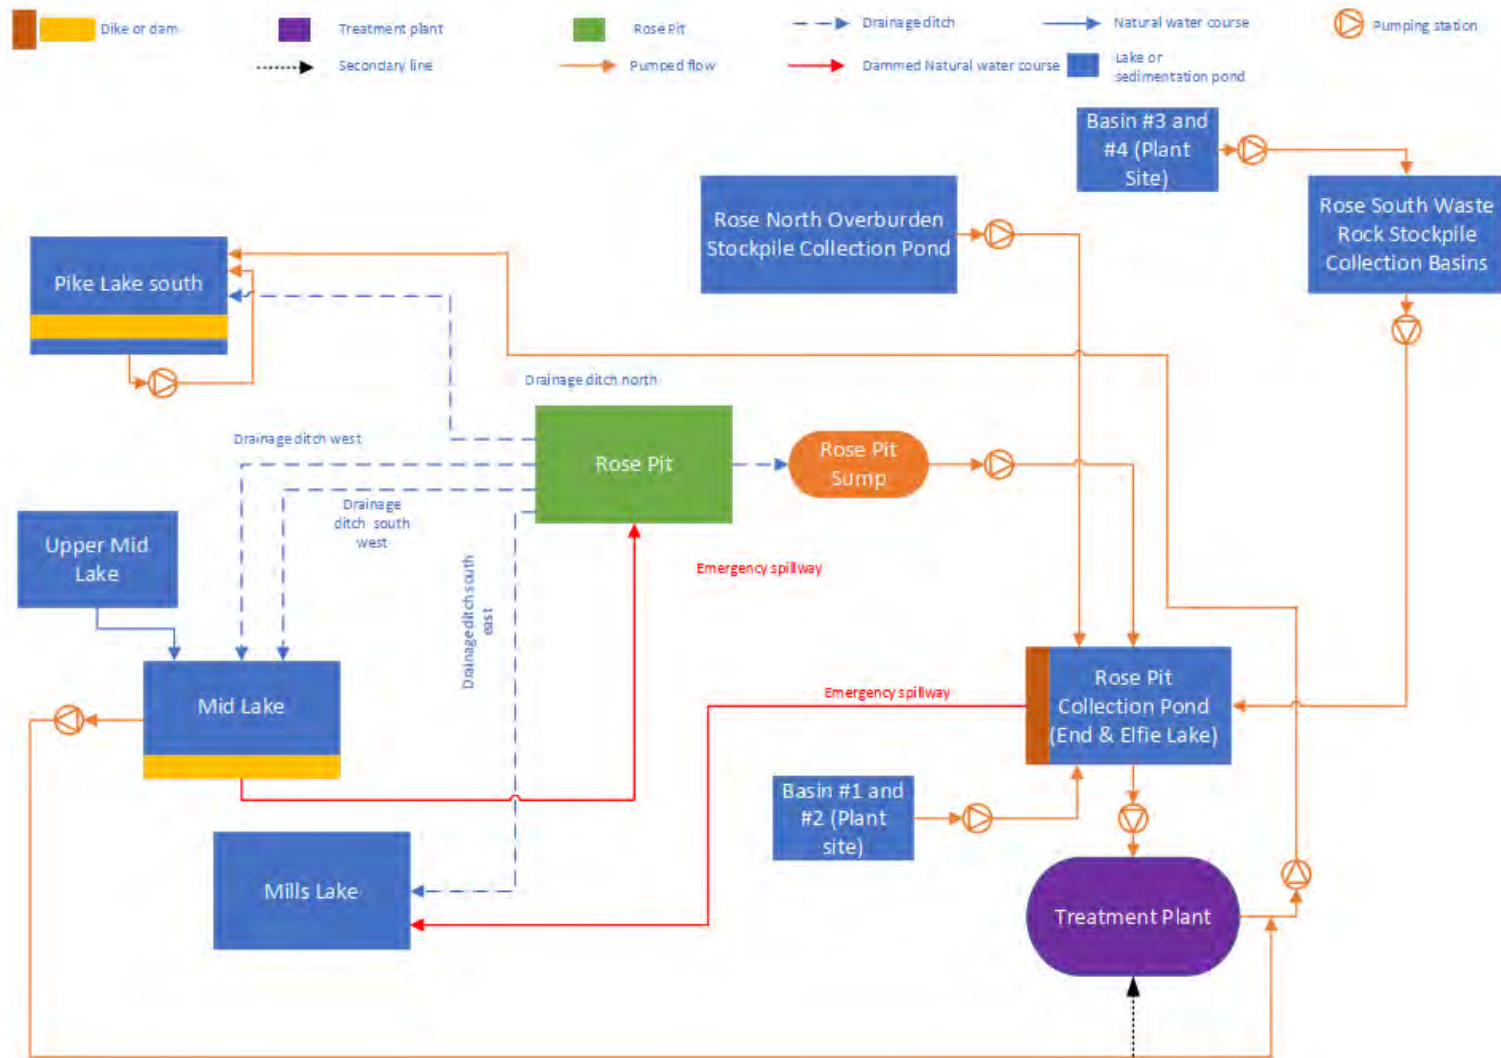 Dike or dam
Treatment plant
Rose Pit
Drainage ditch
Natural water course
Pumping station
Secondary line
Pumped flow
Dammed Natural water course
Lake or
sedimentation pond
Basin #3 and
#4 (Plant
Site)
Rose North Overburden
Stockpile Collection Pond
Rose South Waste
Rock Stockpile
Collection Basins
Pike Lake south
Drainage ditch north
Drainage ditch west
Rose Pit
Rose Pit
Sump
Drainage
ditch south
west
Upper Mid
Lake
Emergency spillway
Drainage ditch south
east
Mid Lake
Emergency spillway
Rose Pit
Collection Pond
(End & Elfie Lake)
Basin #1 and
#2 (Plant
site)
Mills Lake
Treatment Plant